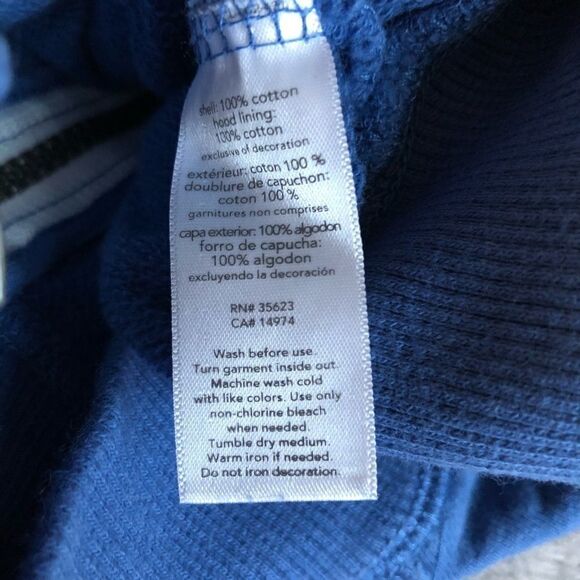 shell: 100% cotton
hood lining:
100% cotton
exclusive of decoration
extérieur: coton 100 %
doublure de capuchon:
coton 100 %
garnitures non comprises
capa exterior: 100% algodon
forro de capucha:
100% algodon
excluyendo la decoración
RN# 35623
CA# 14974
Wash before use.
Turn garment inside out.
Machine wash cold
with like colors. Use only
non-chlorine bleach
when needed.
Tumble dry medium.
Warm iron if needed.
Do not iron decoration.